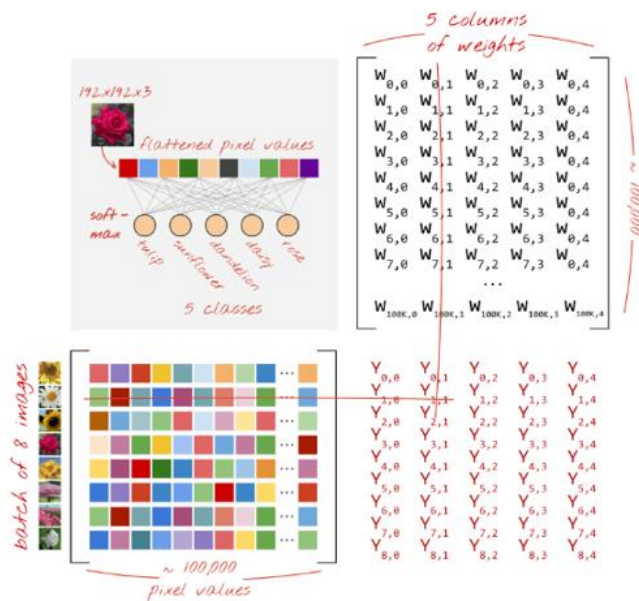 5 columns
of weights
192x192x3
flattened pixel values
soft-
max
tulip
sunflower
dandelion
daisy
rose
5 classes
W0,0 W0,1 W0,2 W0,3 W0,4
W1,0 W1,1 W1,2 W1,3 W0,4
W2,0 W2,1 W2,2 W2,3 W0,4
W3,0 W3,1 W3,2 W3,3 W0,4
W4,0 W4,1 W4,2 W4,3 W0,4
W5,0 W5,1 W5,2 W5,3 W0,4
W6,0 W6,1 W6,2 W6,3 W0,4
W7,0 W7,1 W7,2 W7,3 W0,4
...
W100K,0 W100K,1 W100K,2 W100K,3 W100K,4
~ 100,000
batch of 8 images
...
...
...
...
...
...
...
...
~ 100,000
pixel values
Y0,0 Y0,1 Y0,2 Y0,3 Y0,4
Y1,0 Y1,1 Y1,2 Y1,3 Y1,4
Y2,0 Y2,1 Y2,2 Y2,3 Y2,4
Y3,0 Y3,1 Y3,2 Y3,3 Y3,4
Y4,0 Y4,1 Y4,2 Y4,3 Y4,4
Y5,0 Y5,1 Y5,2 Y5,3 Y5,4
Y6,0 Y6,1 Y6,2 Y6,3 Y6,4
Y7,0 Y7,1 Y7,2 Y7,3 Y7,4
Y8,0 Y8,1 Y8,2 Y8,3 Y8,4